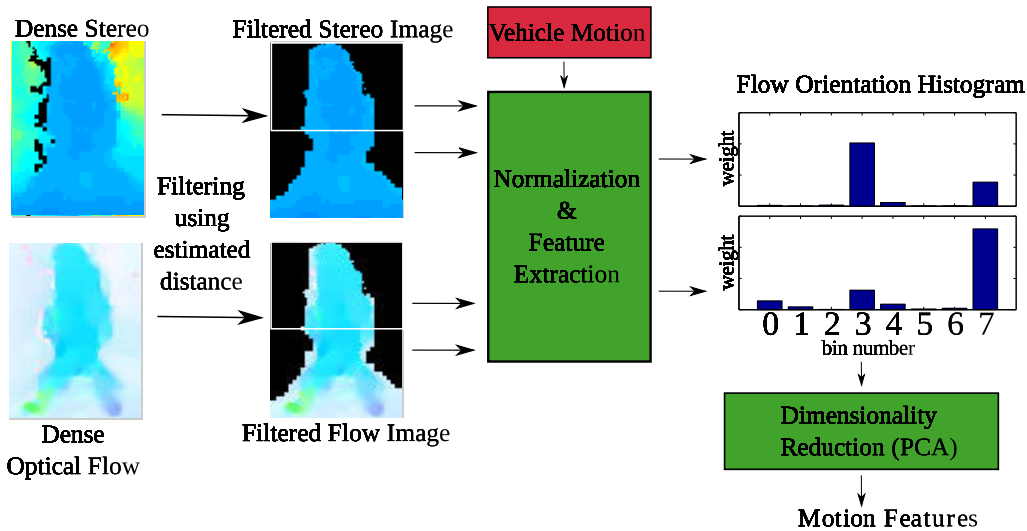 Dense Stereo
Filtered Stereo Image
Vehicle Motion
Flow Orientation Histogram
weight
Filtering
using
estimated
distance
Normalization
&
Feature
Extraction
weight
0 1 2 3 4 5 6 7
bin number
Dense
Optical Flow
Filtered Flow Image
Dimensionality
Reduction (PCA)
Motion Features